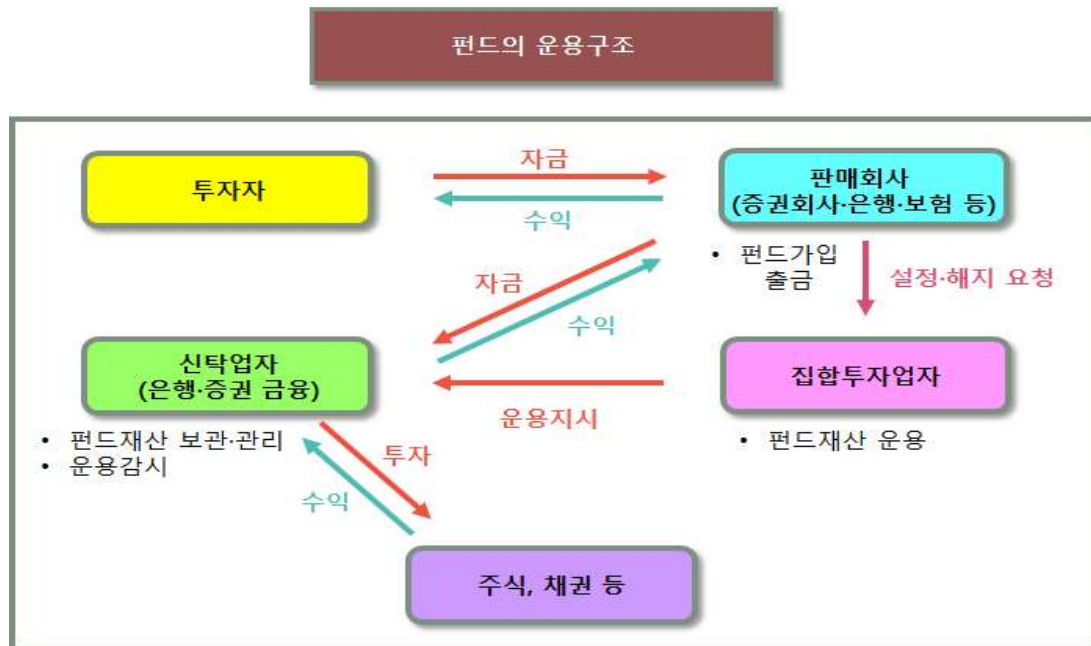 펀드의 운용구조
투자자
자금
수익
판매회사
(증권회사·은행·보험 등)
• 펀드가입
출금
설정·해지 요청
자금
수익
신탁업자
(은행·증권 금융)
• 펀드재산 보관·관리
• 운용감시
운용지시
집합투자업자
• 펀드재산 운용
투자
수익
주식, 채권 등